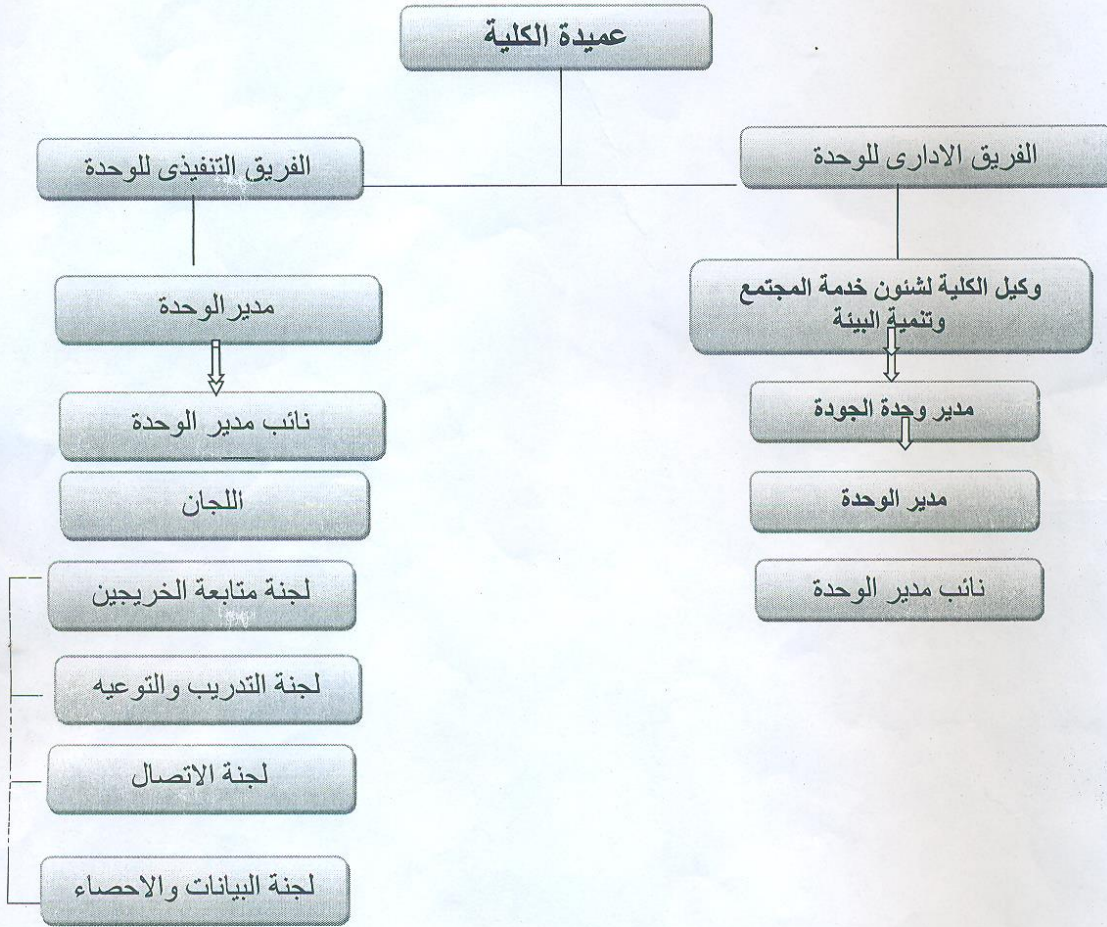 عميدة الكلية
الفريق الادارى للوحدة
وكيل الكلية لشئون خدمة المجتمع
وتنمية البيئة
مدير وحدة الجودة
مدير الوحدة
نائب مدير الوحدة
الفريق التنفيذى للوحدة
مدير الوحدة
نائب مدير الوحدة
اللجان
لجنة متابعة الخريجين
لجنة التدريب والتوعيه
لجنة الاتصال
لجنة البيانات والاحصاء